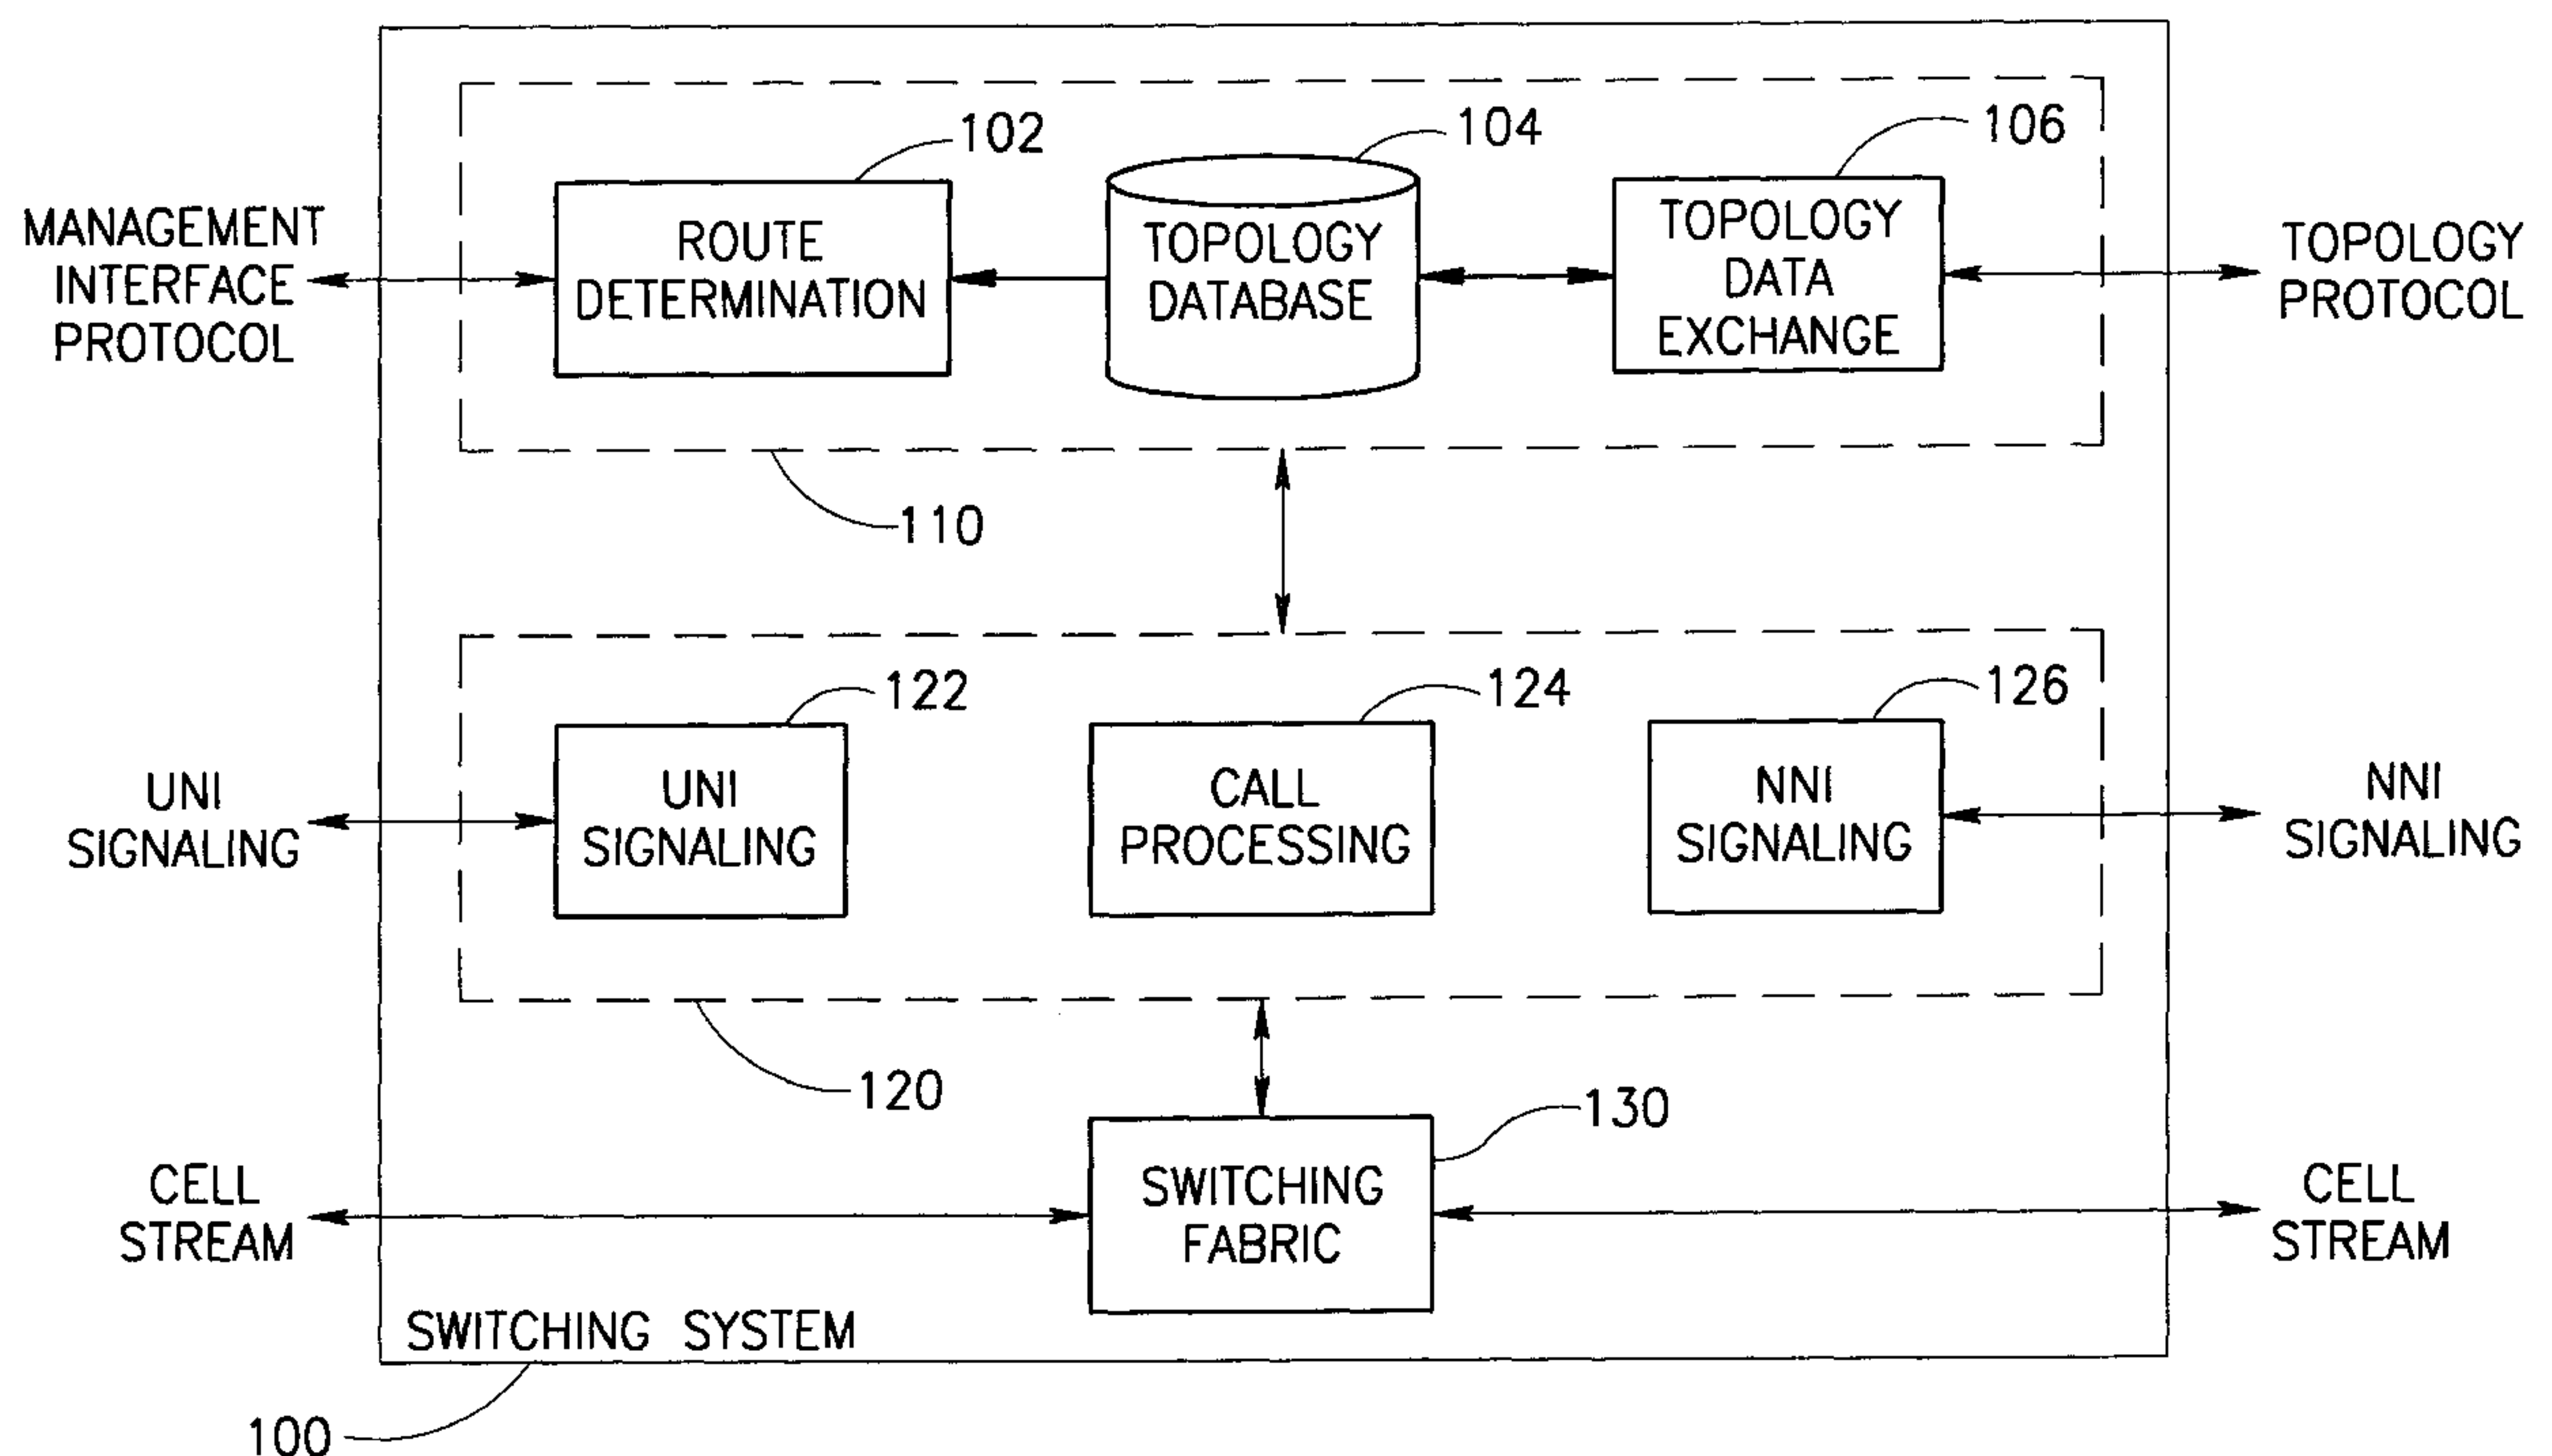 102
104
106
MANAGEMENT
INTERFACE
PROTOCOL
ROUTE
DETERMINATION
TOPOLOGY
DATABASE
TOPOLOGY
DATA
EXCHANGE
TOPOLOGY
PROTOCOL
110
122
124
126
UNI
SIGNALING
UNI
SIGNALING
CALL
PROCESSING
NNI
SIGNALING
NNI
SIGNALING
120
130
CELL
STREAM
SWITCHING
FABRIC
CELL
STREAM
SWITCHING SYSTEM
100